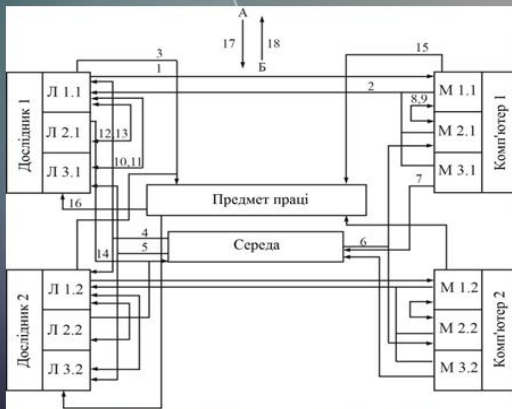 А
3
17
18
15
Б
1
2
Дослідник 1
Л 1.1
Л 2.1
Л 3.1
12,13
10,11
8,9
М 1.1
М 2.1
М 3.1
Комп'ютер 1
7
16
Предмет праці
4
5
14
Середа
6
Дослідник 2
Л 1.2
Л 2.2
Л 3.2
М 1.2
М 2.2
М 3.2
Комп'ютер 2